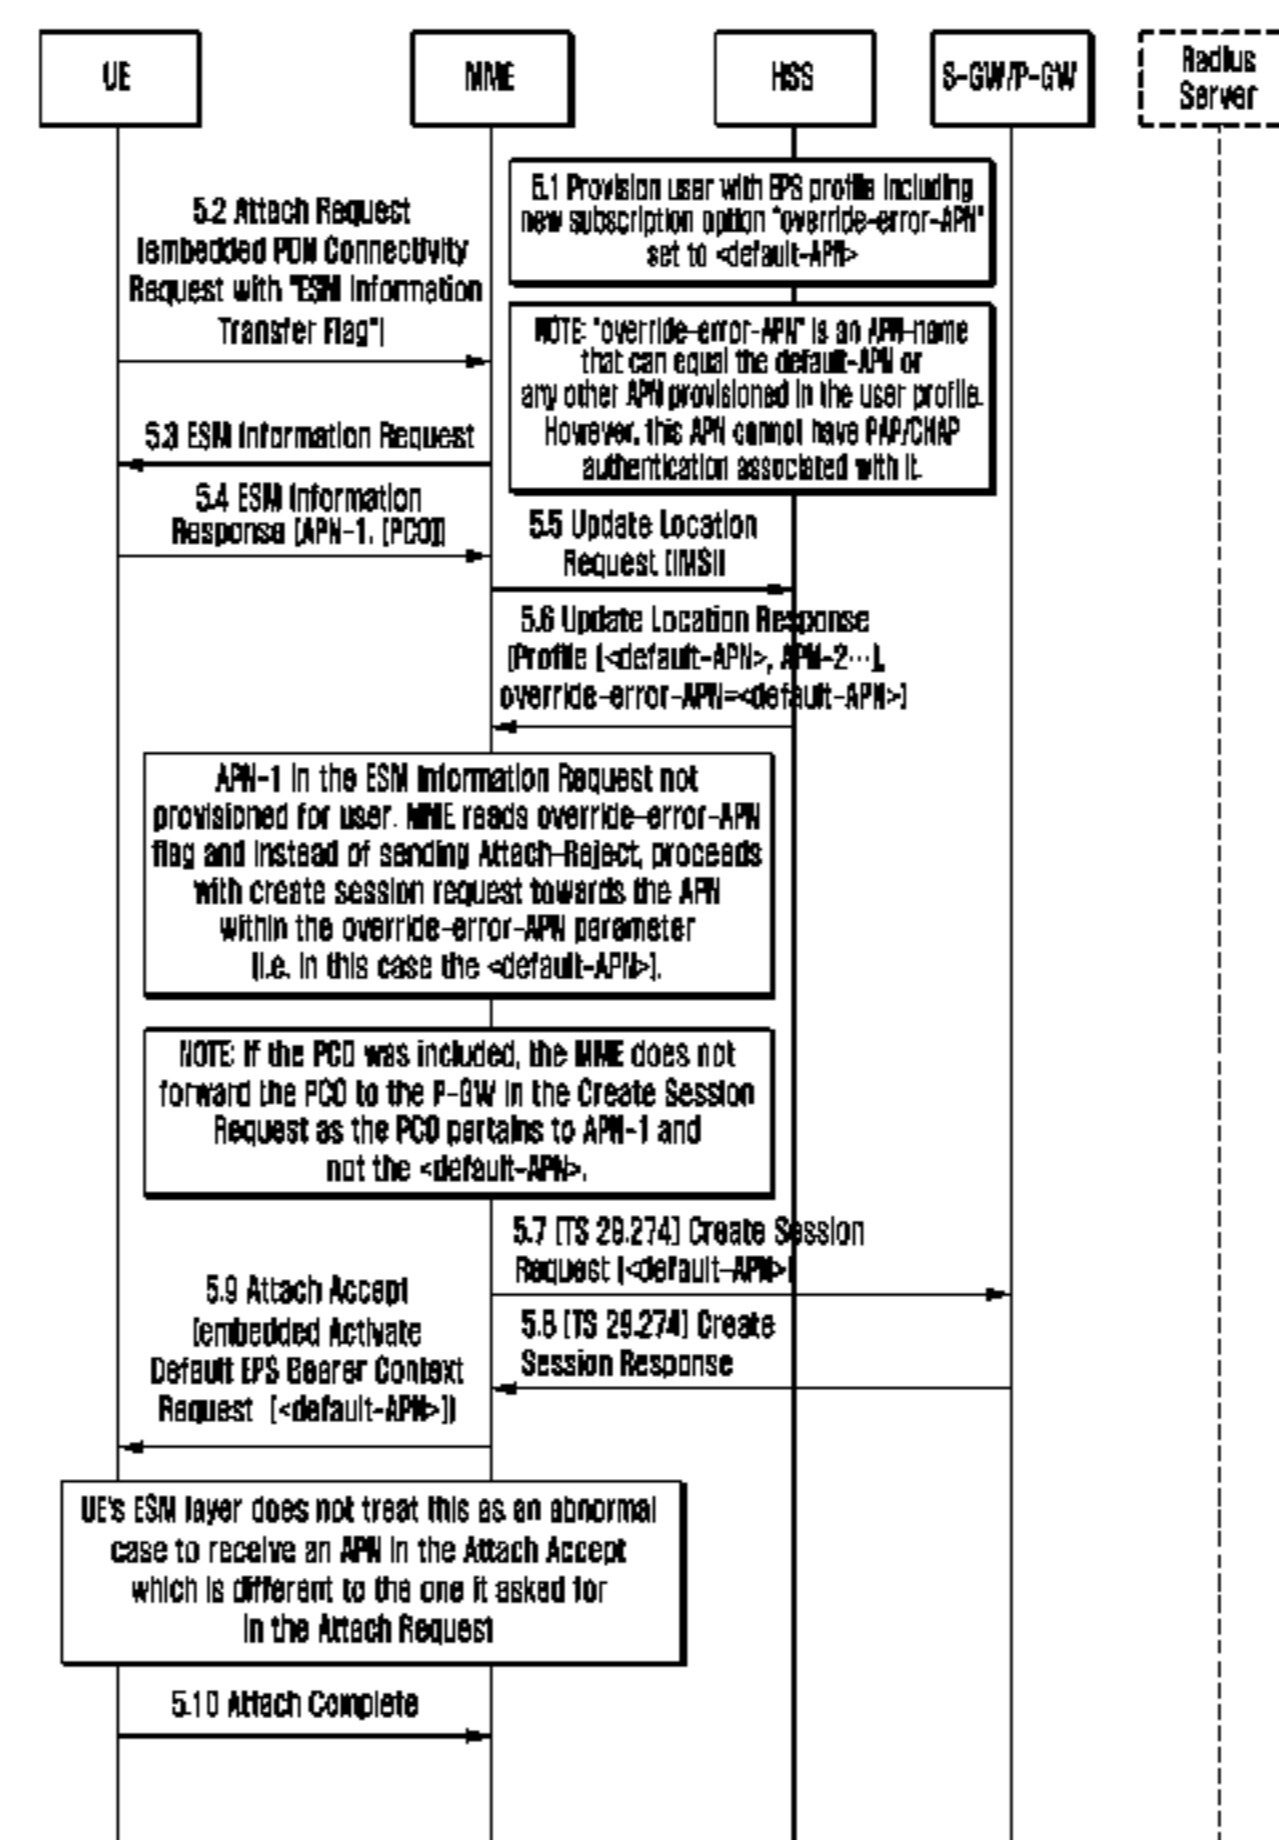 UE
MME
HSS
S-GW/P-GW
Radius
Server
5.1 Provision user with EPS profile including
new subscription option "override-error-APN"
set to <default-APN>
5.2 Attach Request
(embedded PDN Connectivity
Request with "ESM Information
Transfer Flag")
NOTE: "override-error-APN" is an APN-name
that can equal the default-APN or
any other APN provisioned in the user profile.
However, this APN cannot have PAP/CHAP
authentication associated with it.
5.3 ESM Information Request
5.4 ESM Information
Response (APN-1, [PCO])
5.5 Update Location
Request (IMSI)
5.6 Update Location Response
(Profile (<default-APN>, APN-2...),
override-error-APN=<default-APN>)
APN-1 in the ESM Information Request not
provisioned for user. MME reads override-error-APN
flag and instead of sending Attach-Reject, proceeds
with create session request towards the APN
within the override-error-APN parameter
(i.e. in this case the <default-APN>).
NOTE: If the PCO was included, the MME does not
forward the PCO to the P-GW in the Create Session
Request as the PCO pertains to APN-1 and
not the <default-APN>.
5.7 [TS 29.274] Create Session
Request (<default-APN>)
5.8 [TS 29.274] Create
Session Response
5.9 Attach Accept
(embedded Activate
Default EPS Bearer Context
Request (<default-APN>))
UE's ESM layer does not treat this as an abnormal
case to receive an APN in the Attach Accept
which is different to the one it asked for
in the Attach Request
5.10 Attach Complete